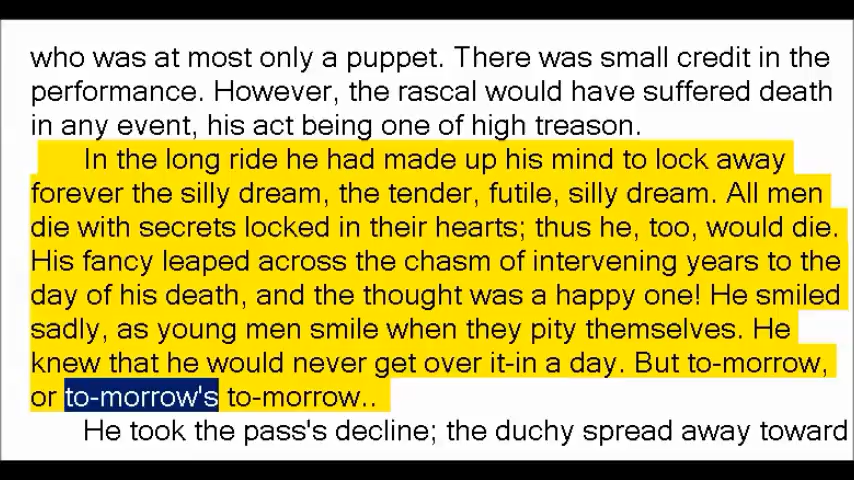 who was at most only a puppet. There was small credit in the
performance. However, the rascal would have suffered death
in any event, his act being one of high treason.
In the long ride he had made up his mind to lock away
forever the silly dream, the tender, futile, silly dream. All men
die with secrets locked in their hearts; thus he, too, would die.
His fancy leaped across the chasm of intervening years to the
day of his death, and the thought was a happy one! He smiled
sadly, as young men smile when they pity themselves. He
knew that he would never get over it-in a day. But to-morrow,
or to-morrow's to-morrow..
He took the pass's decline; the duchy spread away toward